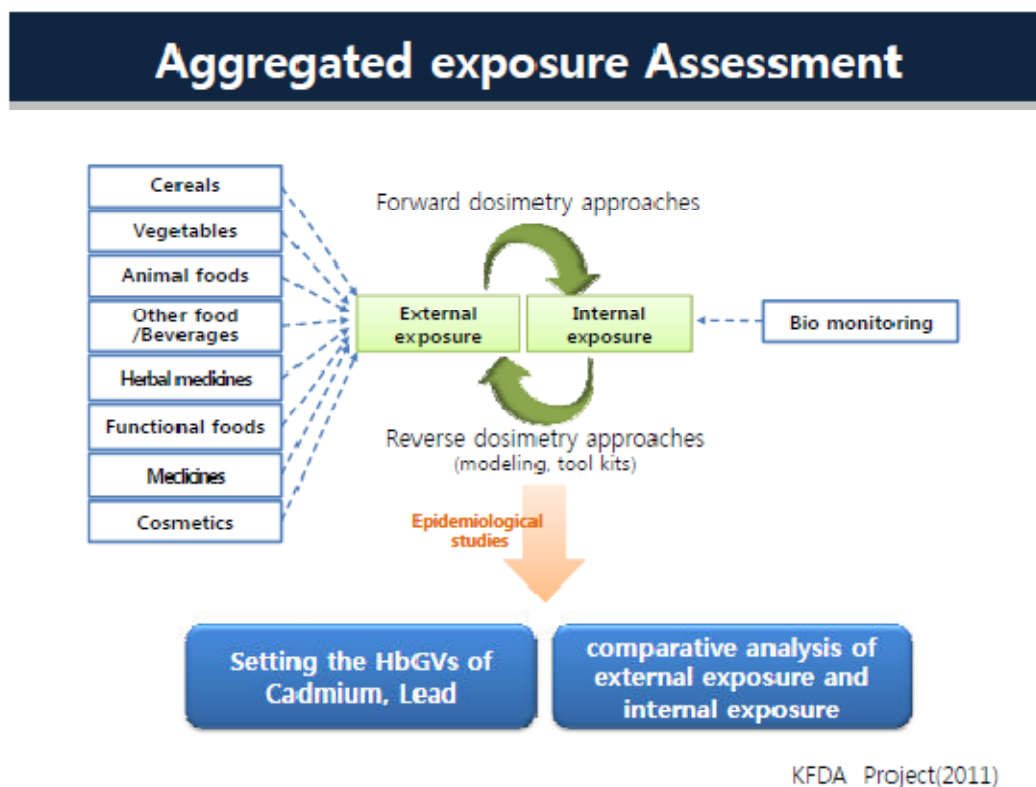 Aggregated exposure Assessment
Cereals
Vegetables
Animal foods
Other food
/Beverages
Herbal medicines
Functional foods
Medicines
Cosmetics
Forward dosimetry approaches
External
exposure
Internal
exposure
Bio monitoring
Reverse dosimetry approaches
(modeling, tool kits)
Epidemiological
studies
Setting the HbGVs of
Cadmium, Lead
comparative analysis of
external exposure and
internal exposure
KFDA Project(2011)